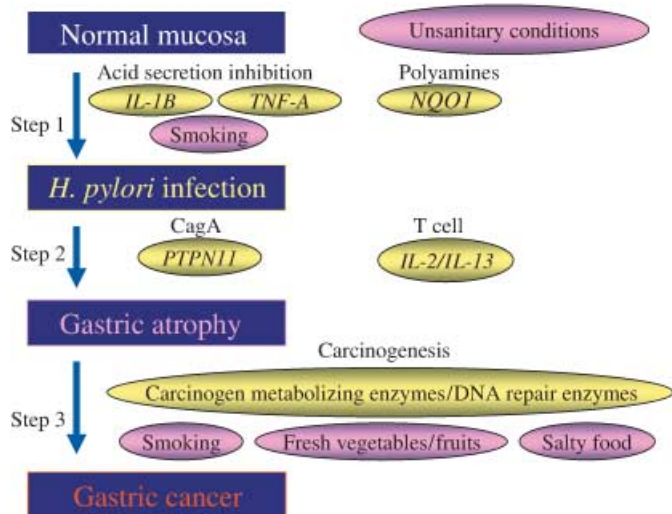 Normal mucosa
Unsanitary conditions
Acid secretion inhibition
Polyamines
IL-1B
TNF-A
NQO1
Step 1
Smoking
H. pylori infection
CagA
T cell
Step 2
PTPN11
IL-2/IL-13
Gastric atrophy
Carcinogenesis
Carcinogen metabolizing enzymes/DNA repair enzymes
Step 3
Smoking
Fresh vegetables/fruits
Salty food
Gastric cancer